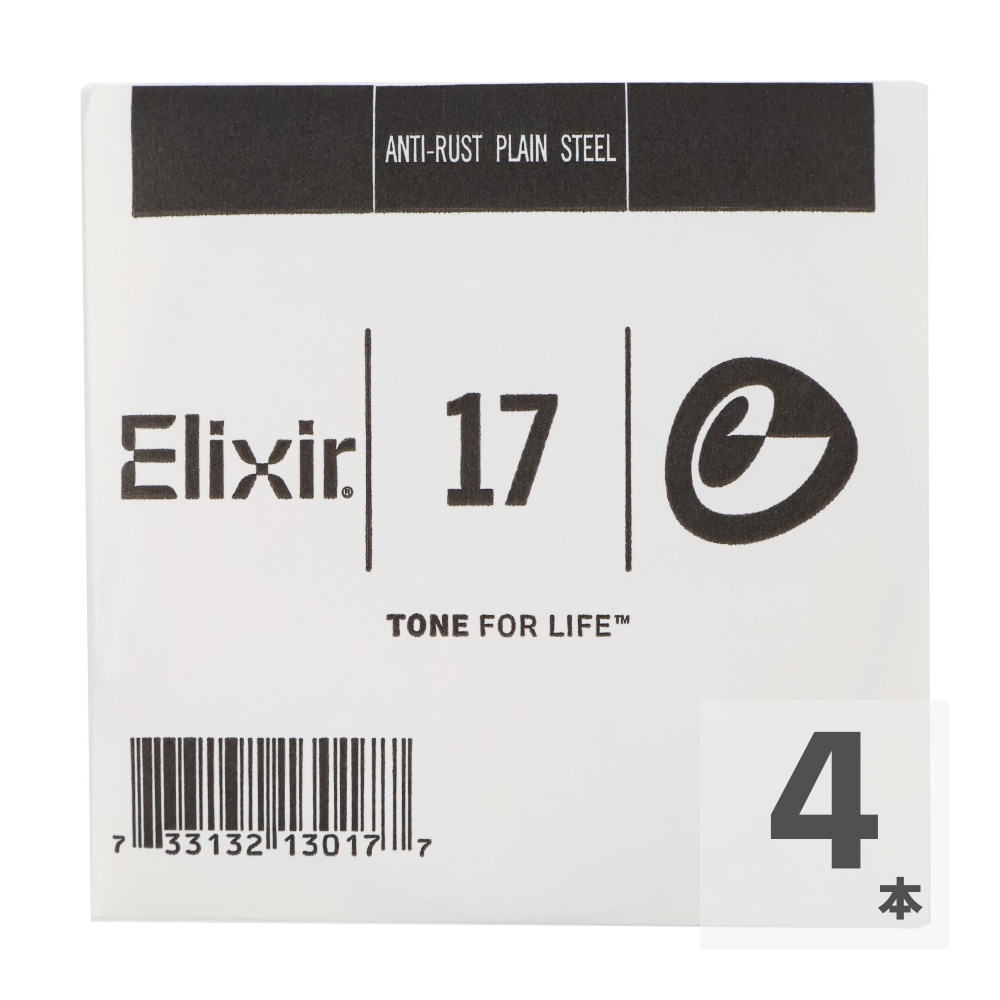 ANTI-RUST PLAIN STEEL
Elixir®
17
TONE FOR LIFE™
7 33132 13017 7
4
本